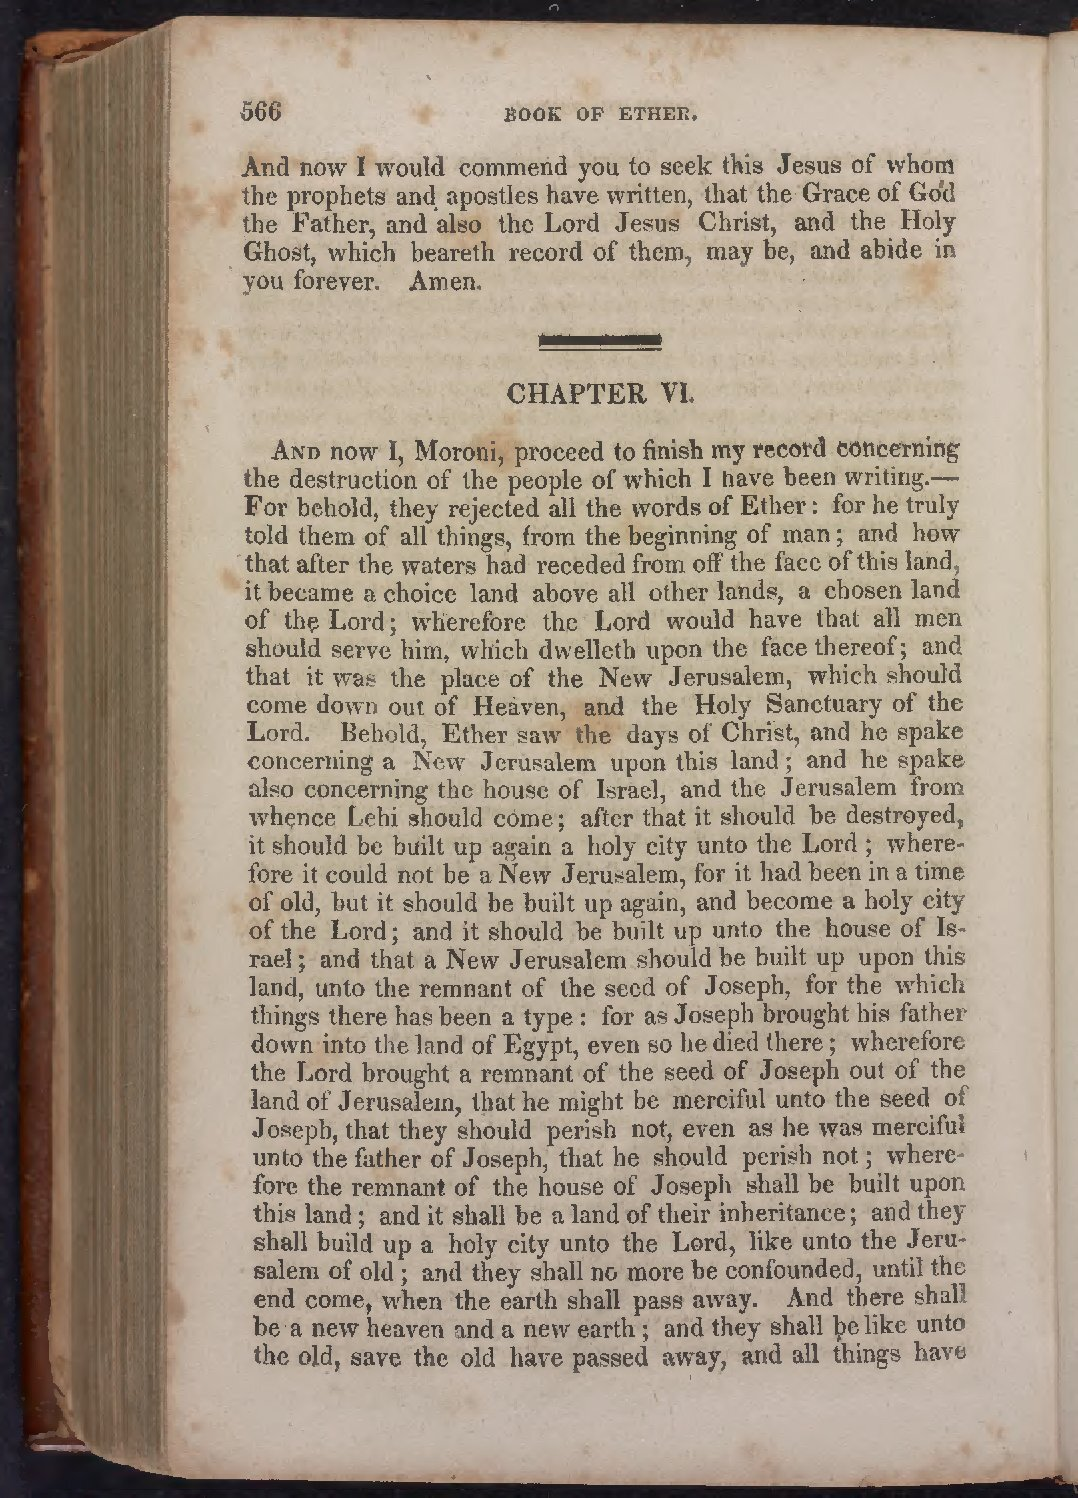 566 BOOK OF ETHER.
And now I would commend you to seek this Jesus of whom
the prophets and apostles have written, that the Grace of God
the Father, and also the Lord Jesus Christ, and the Holy
Ghost, which beareth record of them, may be, and abide in
you forever. Amen.
CHAPTER VI.
AND now I, Moroni, proceed to finish my record concerning
the destruction of the people of which I have been writing.—
For behold, they rejected all the words of Ether: for he truly
told them of all things, from the beginning of man; and how
that after the waters had receded from off the face of this land,
it became a choice land above all other lands, a chosen land
of the Lord; wherefore the Lord would have that all men
should serve him, which dwelleth upon the face thereof; and
that it was the place of the New Jerusalem, which should
come down out of Heaven, and the Holy Sanctuary of the
Lord. Behold, Ether saw the days of Christ, and he spake
concerning a New Jerusalem upon this land; and he spake
also concerning the house of Israel, and the Jerusalem from
whence Lehi should come; after that it should be destroyed,
it should be built up again a holy city unto the Lord; where-
fore it could not be a New Jerusalem, for it had been in a time
of old, but it should be built up again, and become a holy city
of the Lord; and it should be built up unto the house of Is-
rael; and that a New Jerusalem should be built up upon this
land, unto the remnant of the seed of Joseph, for the which
things there has been a type: for as Joseph brought his father
down into the land of Egypt, even so he died there; wherefore
the Lord brought a remnant of the seed of Joseph out of the
land of Jerusalem, that he might be merciful unto the seed of
Joseph, that they should perish not, even as he was merciful
unto the father of Joseph, that he should perish not; where-
fore the remnant of the house of Joseph shall be built upon
this land; and it shall be a land of their inheritance; and they
shall build up a holy city unto the Lord, like unto the Jeru-
salem of old; and they shall no more be confounded, until the
end come, when the earth shall pass away. And there shall
be a new heaven and a new earth; and they shall be like unto
the old, save the old have passed away, and all things have